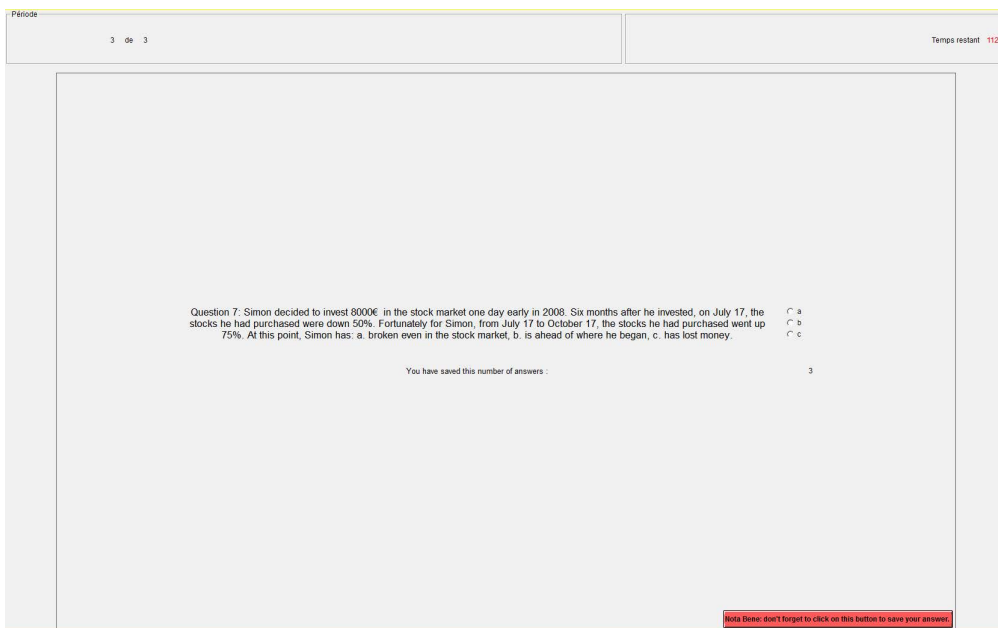 Période
3 de 3
Temps restant 112
Question 7: Simon decided to invest 8000€ in the stock market one day early in 2008. Six months after he invested, on July 17, the
stocks he had purchased were down 50%. Fortunately for Simon, from July 17 to October 17, the stocks he had purchased went up
75%. At this point, Simon has: a. broken even in the stock market, b. is ahead of where he began, c. has lost money.
a
b
c
You have saved this number of answers : 3
Nota Bene: don't forget to click on this button to save your answer.